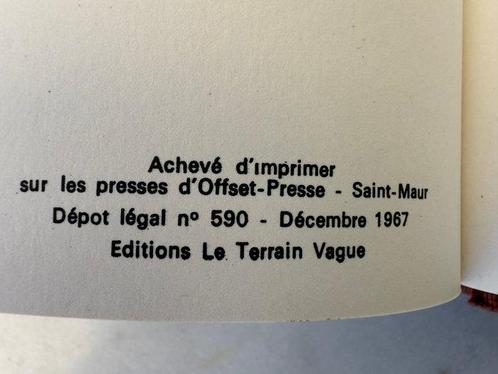 Achevé d'imprimer
sur les presses d'Offset-Presse - Saint-Maur
Dépot légal nº 590 - Décembre 1967
Editions Le Terrain Vague